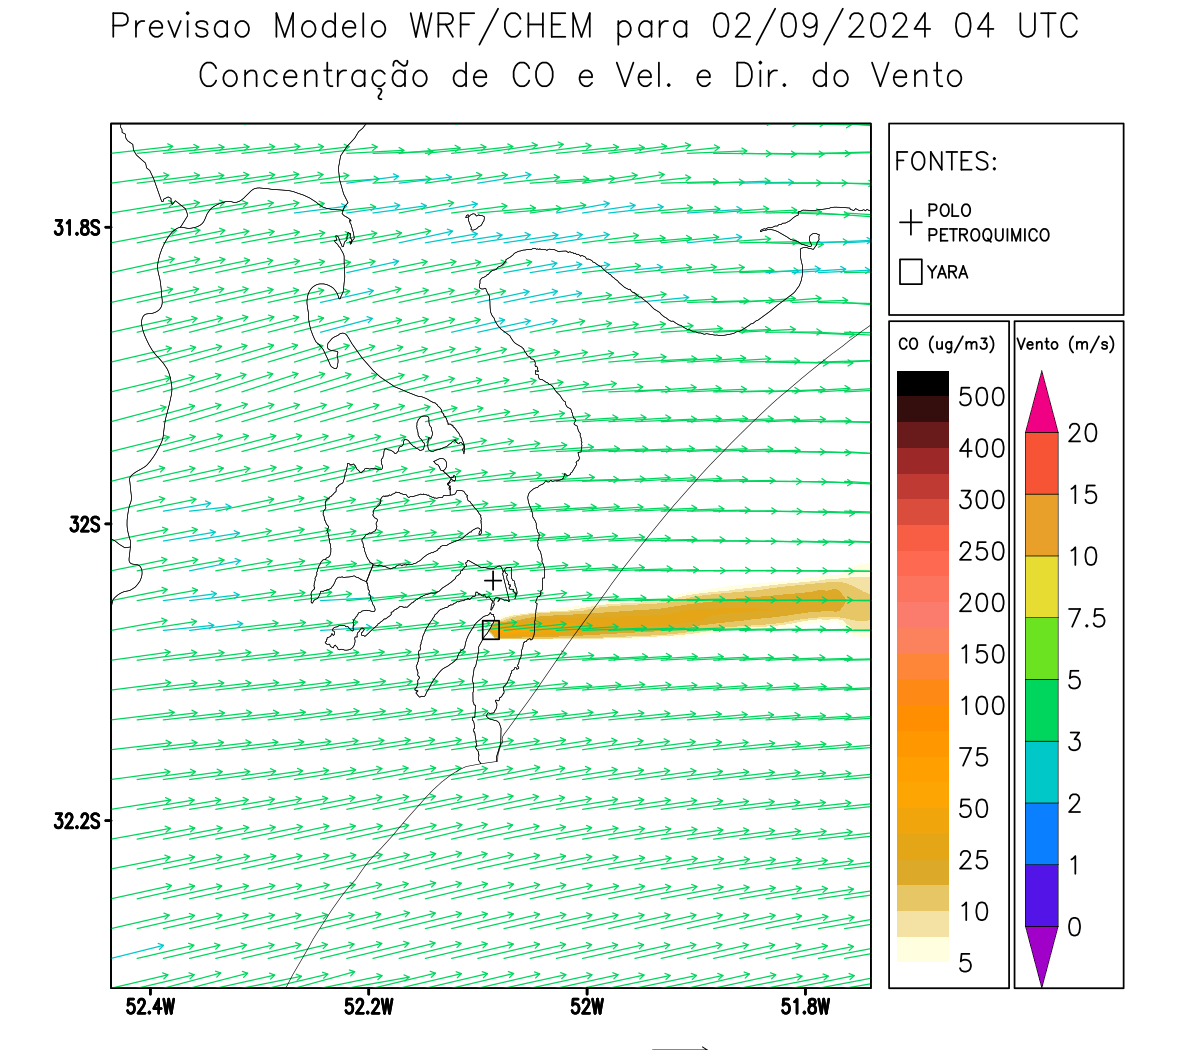 Previsao Modelo WRF/CHEM para 02/09/2024 04 UTC
Concentração de CO e Vel. e Dir. do Vento
FONTES:
POLO
PETROQUIMICO
YARA
CO (ug/m3)
500
400
300
250
200
150
100
75
50
25
10
5
Vento (m/s)
20
15
10
7.5
5
3
2
1
0
31.8S
32S
32.2S
52.4W
52.2W
52W
51.8W